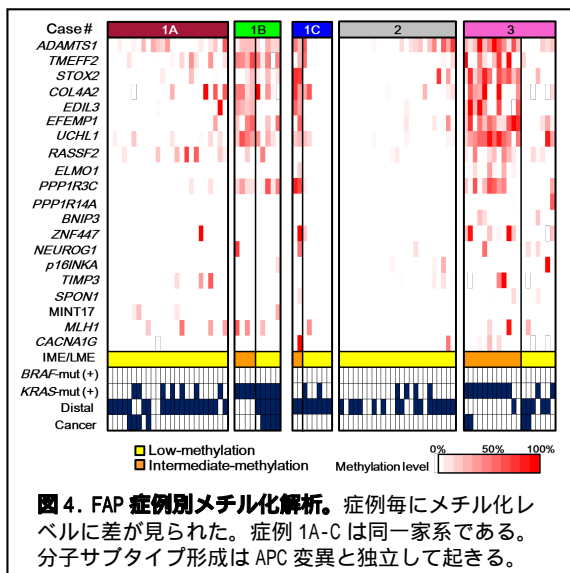 Case# 1A 1B 1C 2 3
ADAMTS1
TMEFF2
STOX2
COL4A2
EDIL3
EFEMP1
UCHL1
RASSF2
ELMO1
PPP1R3C
PPP1R14A
BNIP3
ZNF447
NEUROG1
p16INKA
TIMP3
SPON1
MINT17
MLH1
CACNA1G
IME/LME
BRAF-mut (+)
KRAS-mut (+)
Distal
Cancer
Low-methylation
Intermediate-methylation
Methylation level
0% 50% 100%
図 4. FAP 症例別メチル化解析。症例毎にメチル化レ
ベルに差が見られた。症例 1A-C は同一家系である。
分子サブタイプ形成は APC 変異と独立して起きる。